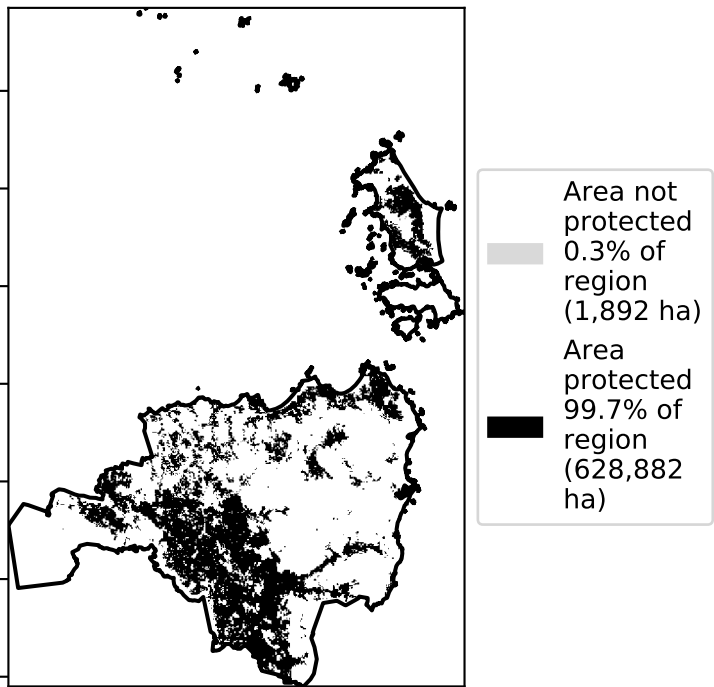 Area not
protected
0.3% of
region
(1,892 ha)
Area
protected
99.7% of
region
(628,882
ha)